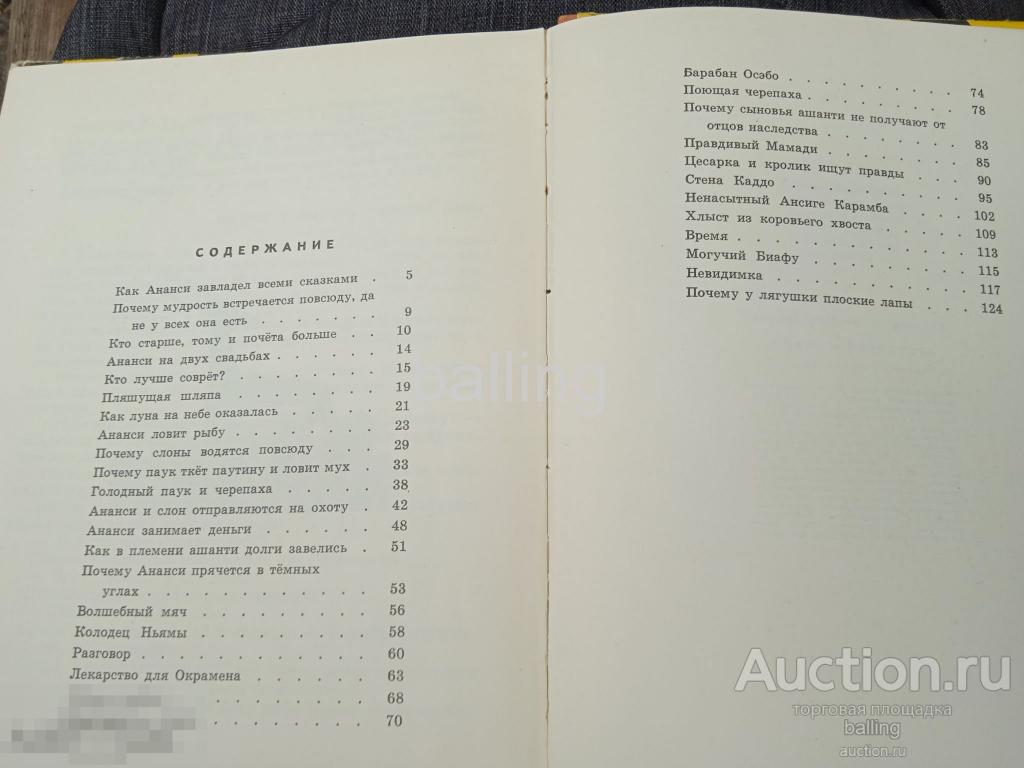 СОДЕРЖАНИЕ
Как Ананси завладел всеми сказками . 5
Почему мудрость встречается повсюду, да
не у всех она есть . . . . . . . 9
Кто старше, тому и почёта больше . . 10
Ананси на двух свадьбах . . . . . . 14
Кто лучше соврёт? . . . . . . . . 15
Пляшущая шляпа . . . . . . . . 19
Как луна на небе оказалась . . . . . 21
Ананси ловит рыбу . . . . . . . . 23
Почему слоны водятся повсюду . . . 29
Почему паук ткёт паутину и ловит мух . 33
Голодный паук и черепаха . . . . . 38
Ананси и слон отправляются на охоту . 42
Ананси занимает деньги . . . . . . 48
Как в племени ашанти долги завелись . 51
Почему Ананси прячется в тёмных
углах . . . . . . . . . . . . 53
Волшебный мяч . . . . . . . . . 56
Колодец Ньямы . . . . . . . . . 58
Разговор . . . . . . . . . . . . 60
Лекарство для Окрамена . . . . . . 63
. . . . . . . . 68
. . . . . . . . 70
Барабан Осэбо . . . . . . . . . . 74
Поющая черепаха . . . . . . . . . 78
Почему сыновья ашанти не получают от
отцов наследства . . . . . . . . 83
Правдивый Мамади . . . . . . . . 85
Цесарка и кролик ищут правды . . . 90
Стена Каддо . . . . . . . . . . 95
Ненасытный Ансиге Карамба . . . . 102
Хлыст из коровьего хвоста . . . . . 109
Время . . . . . . . . . . . . 113
Могучий Биафу . . . . . . . . . 115
Невидимка . . . . . . . . . . . 117
Почему у лягушки плоские лапы . . . 124
balling
Auction.ru
торговая площадка
balling
auction.ru